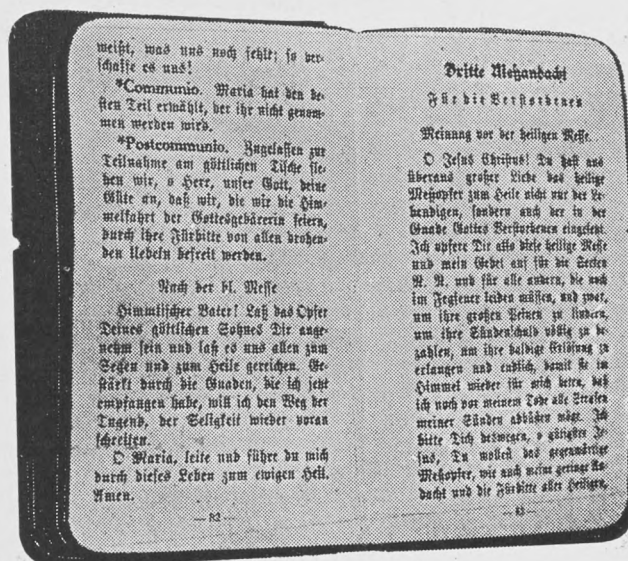 weißt, was uns noch fehlt; so ver-
schaffe es uns!
*Communio. Maria hat den be-
sten Teil erwählt, der ihr nicht genom-
men werden wird.
*Postcommunio. Zugelassen zur
Teilnahme am göttlichen Tische fle-
hen wir, o Herr, unser Gott, deine
Güte an, daß wir, die wir die Him-
melfahrt der Gottesgebärerin feiern,
durch ihre Fürbitte von allen drohen-
den Uebeln befreit werden.
Nach der hl. Messe
Himmlischer Vater! Laß das Opfer
Deines göttlichen Sohnes Dir ange-
nehm sein und laß es uns allen zum
Segen und zum Heile gereichen. Ge-
stärkt durch die Gnaden, die ich jetzt
empfangen habe, will ich den Weg der
Tugend, der Seligkeit wieder voran
schreiten.
O Maria, leite und führe du mich
durch dieses Leben zum ewigen Heil.
Amen.
— 82 —
Dritte Meßandacht
Für die Verstorbenen
Meinung vor der heiligen Messe.
O Jesus Christus! Du hast aus
überaus großer Liebe das heilige
Meßopfer zum Heile nicht nur der Le-
bendigen, sondern auch der in der
Gnade Gottes Verstorbenen eingesetzt.
Ich opfere Dir also diese heilige Messe
und mein Gebet auf für die Seelen
N. N. und für alle andern, die noch
im Fegfeuer leiden müssen, und zwar,
um ihre großen Peinen zu lindern,
um ihre Sündenschuld völlig zu be-
zahlen, um ihre baldige Erlösung zu
erlangen und endlich, damit sie im
Himmel wieder für mich beten, daß
ich noch vor meinem Tode alle Strafen
meiner Sünden abbüßen möge. Ich
bitte Dich deswegen, o gütigster Je-
sus, Du wollest das gegenwärtige
Meßopfer, wie auch meine geringe An-
dacht und die Fürbitte aller Heiligen,
— 83 —